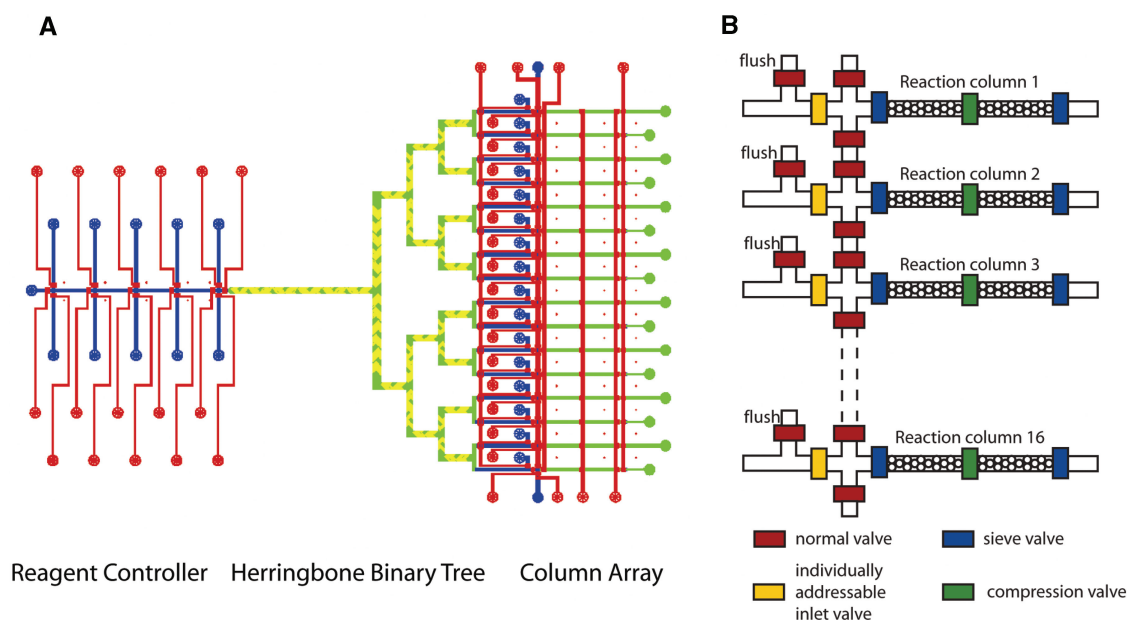 A
Reagent Controller
Herringbone Binary Tree
Column Array
B
flush
Reaction column 1
flush
Reaction column 2
flush
Reaction column 3
flush
Reaction column 16
normal valve
sieve valve
individually
addressable
inlet valve
compression valve